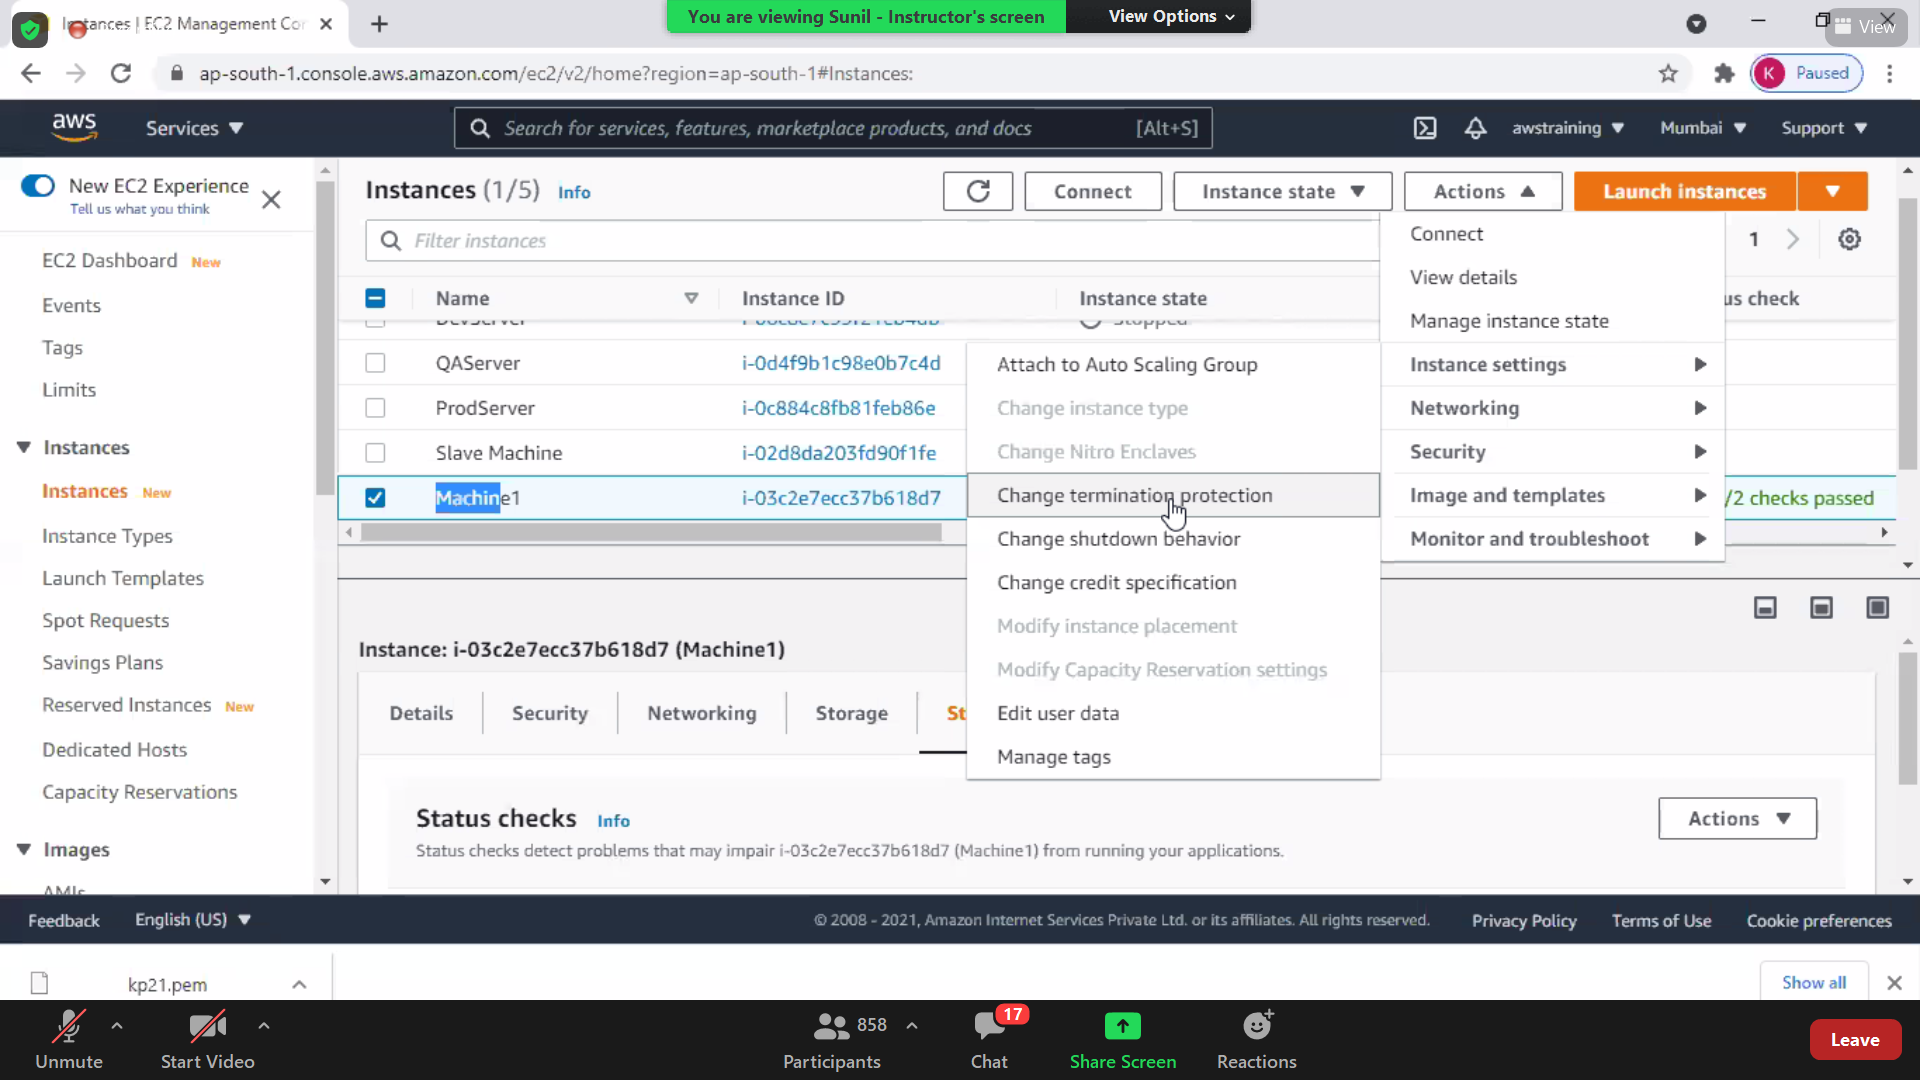 You are viewing Sunil - Instructor's screen
View Options
View
Instances | EC2 Management Con
ap-south-1.console.aws.amazon.com/ec2/v2/home?region=ap-south-1#Instances:
K Paused
aws
Services
Search for services, features, marketplace products, and docs [Alt+S]
awstraining
Mumbai
Support
New EC2 Experience
Tell us what you think
EC2 Dashboard New
Events
Tags
Limits
Instances
Instances New
Instance Types
Launch Templates
Spot Requests
Savings Plans
Reserved Instances New
Dedicated Hosts
Capacity Reservations
Images
AMIs
Instances (1/5) Info
Connect
Instance state
Actions
Launch instances
Filter instances
1
Name
Instance ID
Instance state
us check
DevServer
Stopped
QAServer i-0d4f9b1c98e0b7c4d
ProdServer i-0c884c8fb81feb86e
Slave Machine i-02d8da203fd90f1fe
Machine1 i-03c2e7ecc37b618d7
/2 checks passed
Connect
View details
Manage instance state
Instance settings
Networking
Security
Image and templates
Monitor and troubleshoot
Attach to Auto Scaling Group
Change instance type
Change Nitro Enclaves
Change termination protection
Change shutdown behavior
Change credit specification
Modify instance placement
Modify Capacity Reservation settings
Edit user data
Manage tags
Instance: i-03c2e7ecc37b618d7 (Machine1)
Details
Security
Networking
Storage
St
Status checks Info
Actions
Status checks detect problems that may impair i-03c2e7ecc37b618d7 (Machine1) from running your applications.
Feedback
English (US)
© 2008 - 2021, Amazon Internet Services Private Ltd. or its affiliates. All rights reserved.
Privacy Policy
Terms of Use
Cookie preferences
kp21.pem
Show all
Unmute
Start Video
858
Participants
17
Chat
Share Screen
Reactions
Leave